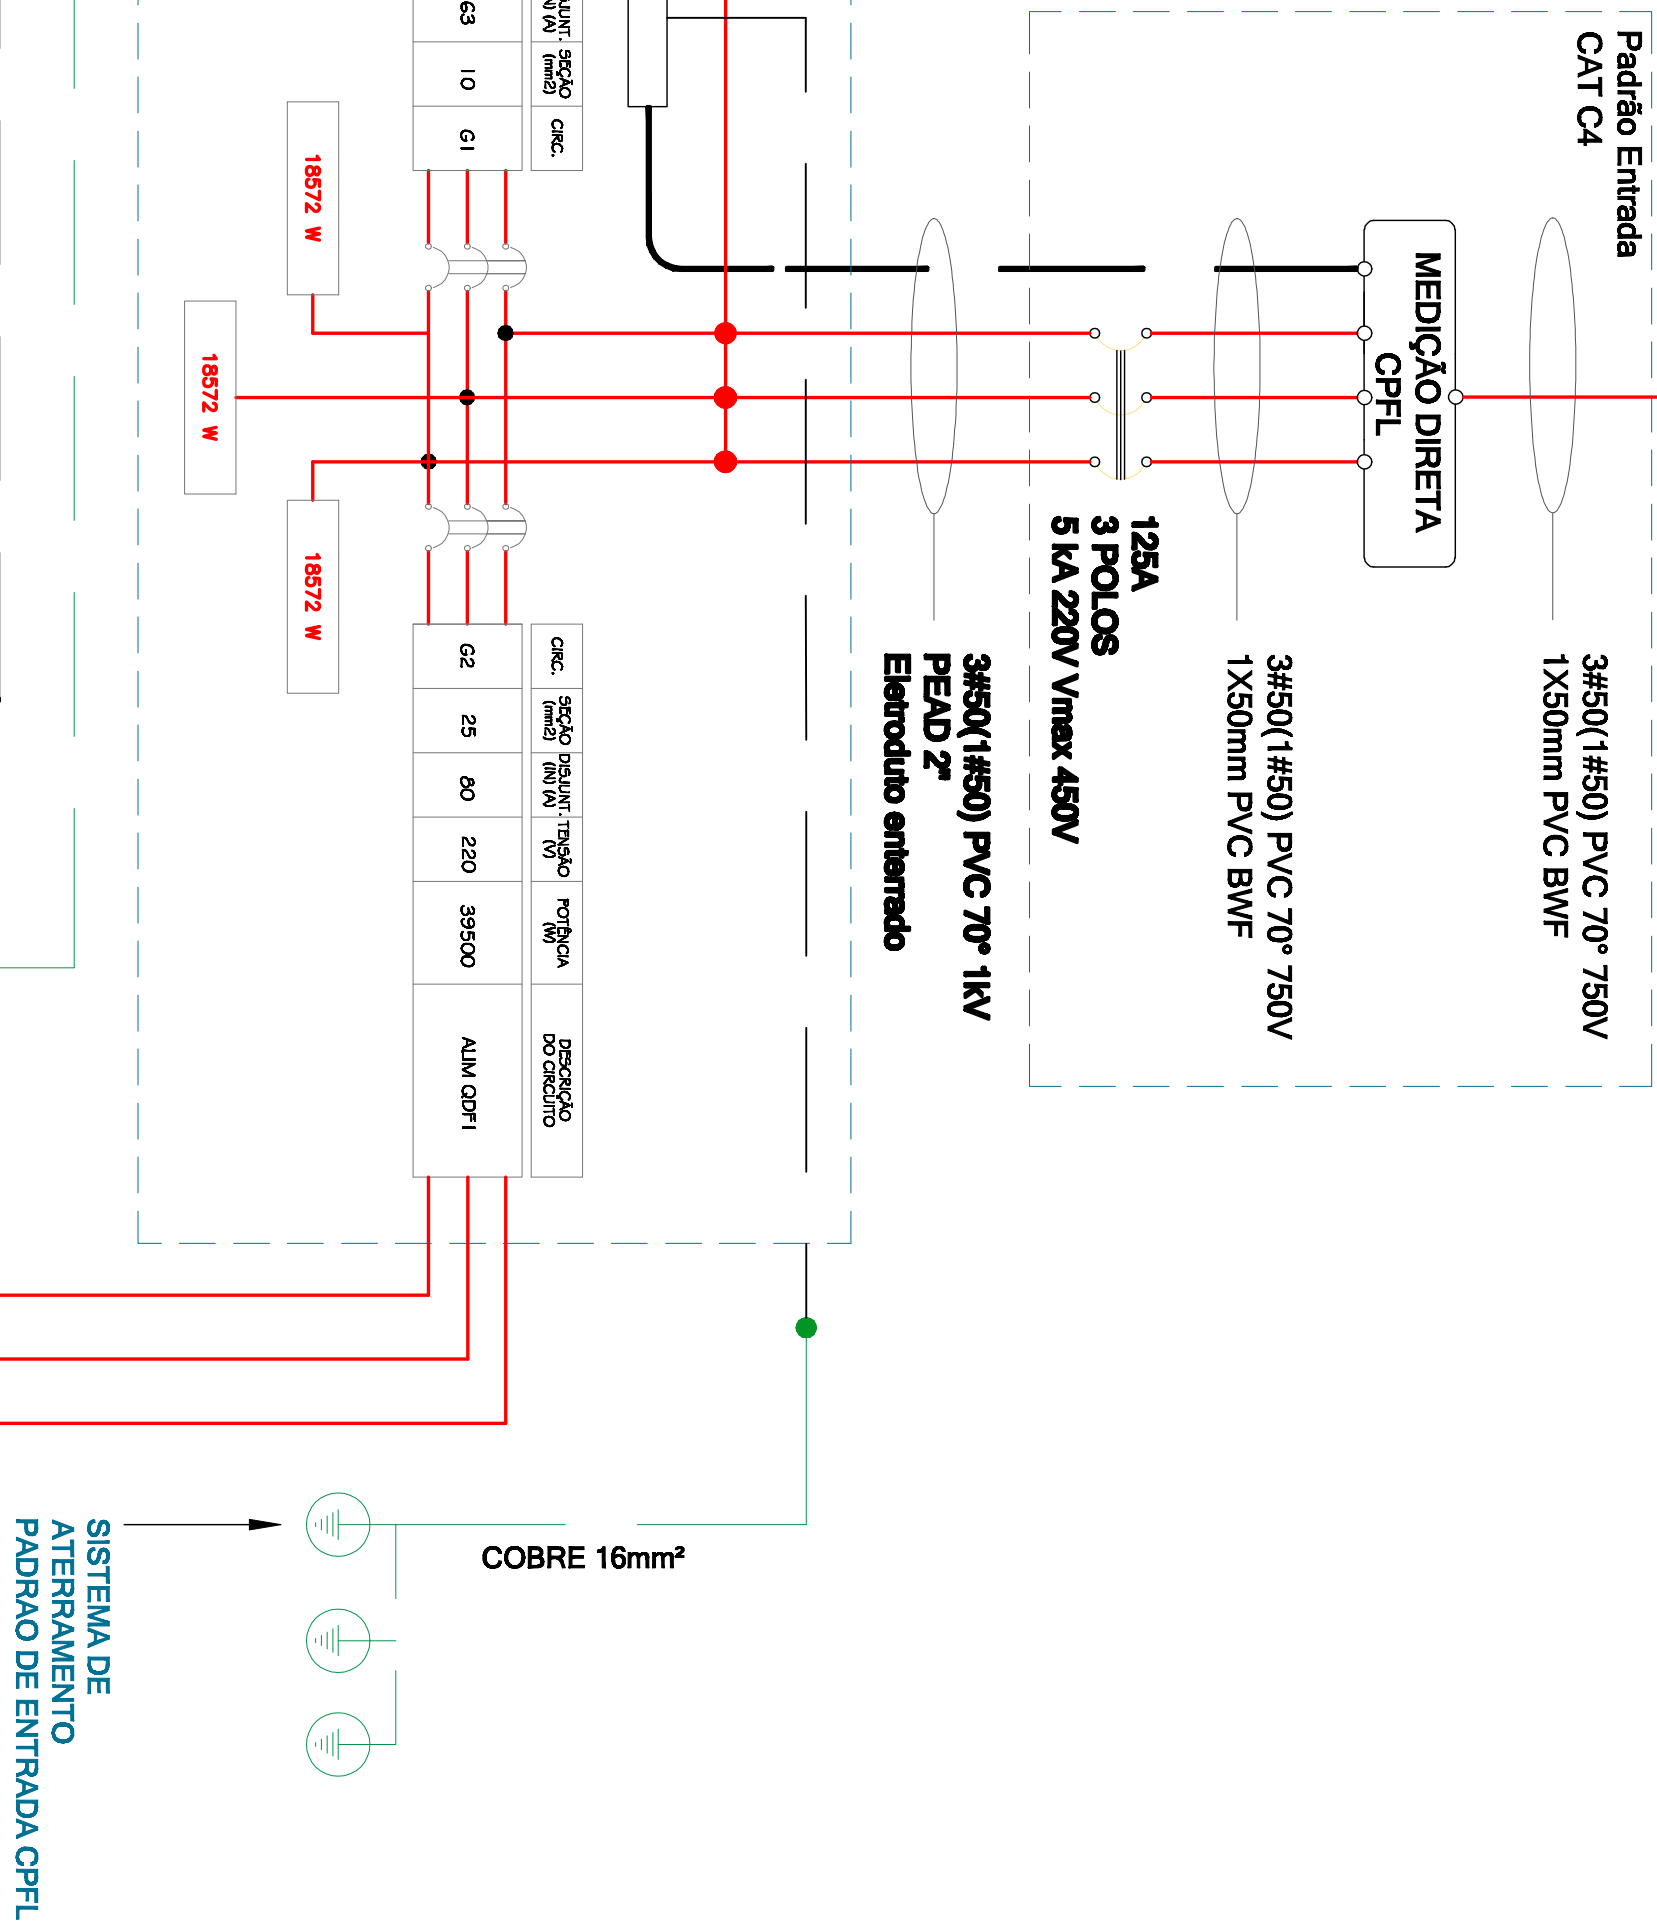 Padrão Entrada
CAT C4
3#50(1#50) PVC 70° 750V
1X50mm PVC BWF
MEDIÇÃO DIRETA
CPFL
3#50(1#50) PVC 70° 750V
1X50mm PVC BWF
125A
3 POLOS
5 kA 220V Vmax 450V
3#50(1#50) PVC 70° 1kV
PEAD 2"
Eletroduto enterrado
SEÇÃO
(mm2)
CIRC.
63
10
G1
CIRC.
SEÇÃO
(mm2)
DISJUNT.
(IN) (A)
TENSÃO
(V)
POTÊNCIA
(W)
DESCRIÇÃO
DO CIRCUITO
G2
25
80
220
39500
ALIM QDF1
18572 W
18572 W
18572 W
COBRE 16mm²
SISTEMA DE
ATERRAMENTO
PADRAO DE ENTRADA CPFL